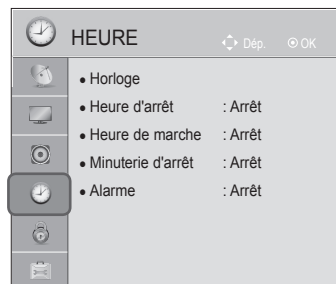 HEURE Dép. OK
• Horloge
• Heure d'arrêt : Arrêt
• Heure de marche : Arrêt
• Minuterie d'arrêt : Arrêt
• Alarme : Arrêt